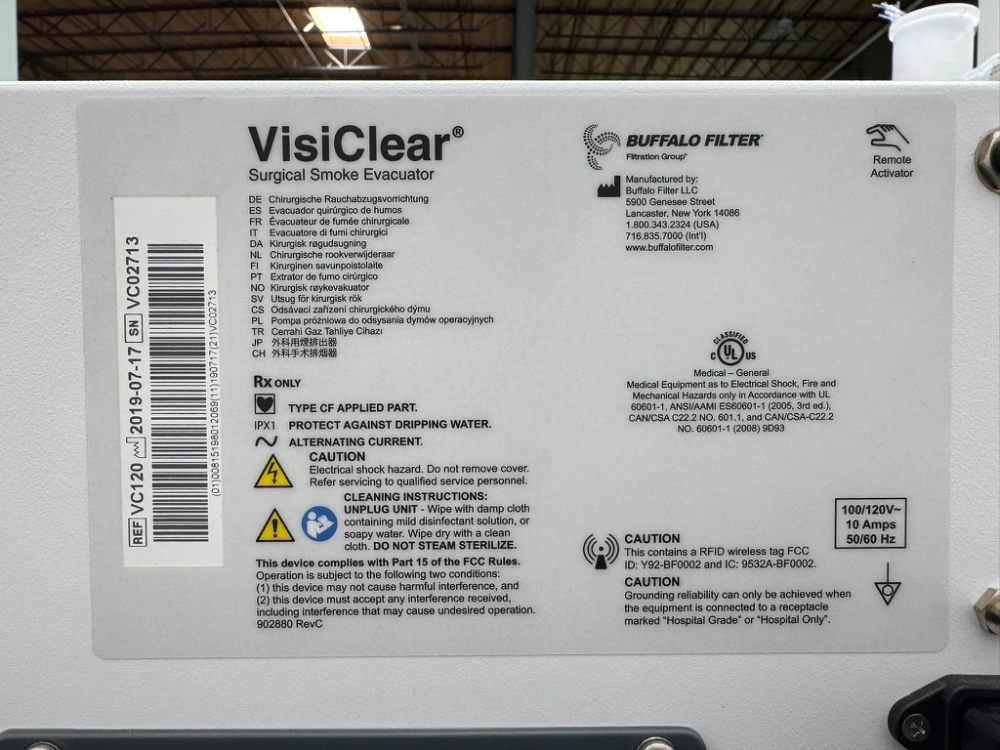 VisiClear®
Surgical Smoke Evacuator
DE Chirurgische Rauchabzugsvorrichtung
ES Evacuador quirúrgico de humos
FR Évacuateur de fumée chirurgicale
IT Evacuatore di fumi chirurgici
DA Kirurgisk røgudsugning
NL Chirurgische rookverwijderaar
FI Kirurginen savunpoistolaite
PT Extrator de fumo cirúrgico
NO Kirurgisk røykevakuator
SV Utsug för kirurgisk rök
CS Odsávací zařízení chirurgického dýmu
PL Pompa próżniowa do odsysania dymów operacyjnych
TR Cerrahi Gaz Tahliye Cihazı
JP 外科用煙排出器
CH 外科手术排烟器
Rx ONLY
TYPE CF APPLIED PART.
IPX1 PROTECT AGAINST DRIPPING WATER.
ALTERNATING CURRENT.
CAUTION
Electrical shock hazard. Do not remove cover.
Refer servicing to qualified service personnel.
CLEANING INSTRUCTIONS:
UNPLUG UNIT - Wipe with damp cloth
containing mild disinfectant solution, or
soapy water. Wipe dry with a clean
cloth. DO NOT STEAM STERILIZE.
This device complies with Part 15 of the FCC Rules.
Operation is subject to the following two conditions:
(1) this device may not cause harmful interference, and
(2) this device must accept any interference received,
including interference that may cause undesired operation.
902880 RevC
REF VC120 2019-07-17 SN VC02713
(01)00815198012069(11)190717(21)VC02713
BUFFALO FILTER®
Filtration Group®
Manufactured by:
Buffalo Filter LLC
5900 Genesee Street
Lancaster, New York 14086
1.800.343.2324 (USA)
716.835.7000 (Int'l)
www.buffalofilter.com
Remote
Activator
CLASSIFIED
C UL US
Medical – General
Medical Equipment as to Electrical Shock, Fire and
Mechanical Hazards only in Accordance with UL
60601-1, ANSI/AAMI ES60601-1 (2005, 3rd ed.),
CAN/CSA C22.2 NO. 601.1, and CAN/CSA-C22.2
NO. 60601-1 (2008) 9D93
100/120V~
10 Amps
50/60 Hz
CAUTION
This contains a RFID wireless tag FCC
ID: Y92-BF0002 and IC: 9532A-BF0002.
CAUTION
Grounding reliability can only be achieved when
the equipment is connected to a receptacle
marked "Hospital Grade" or "Hospital Only".